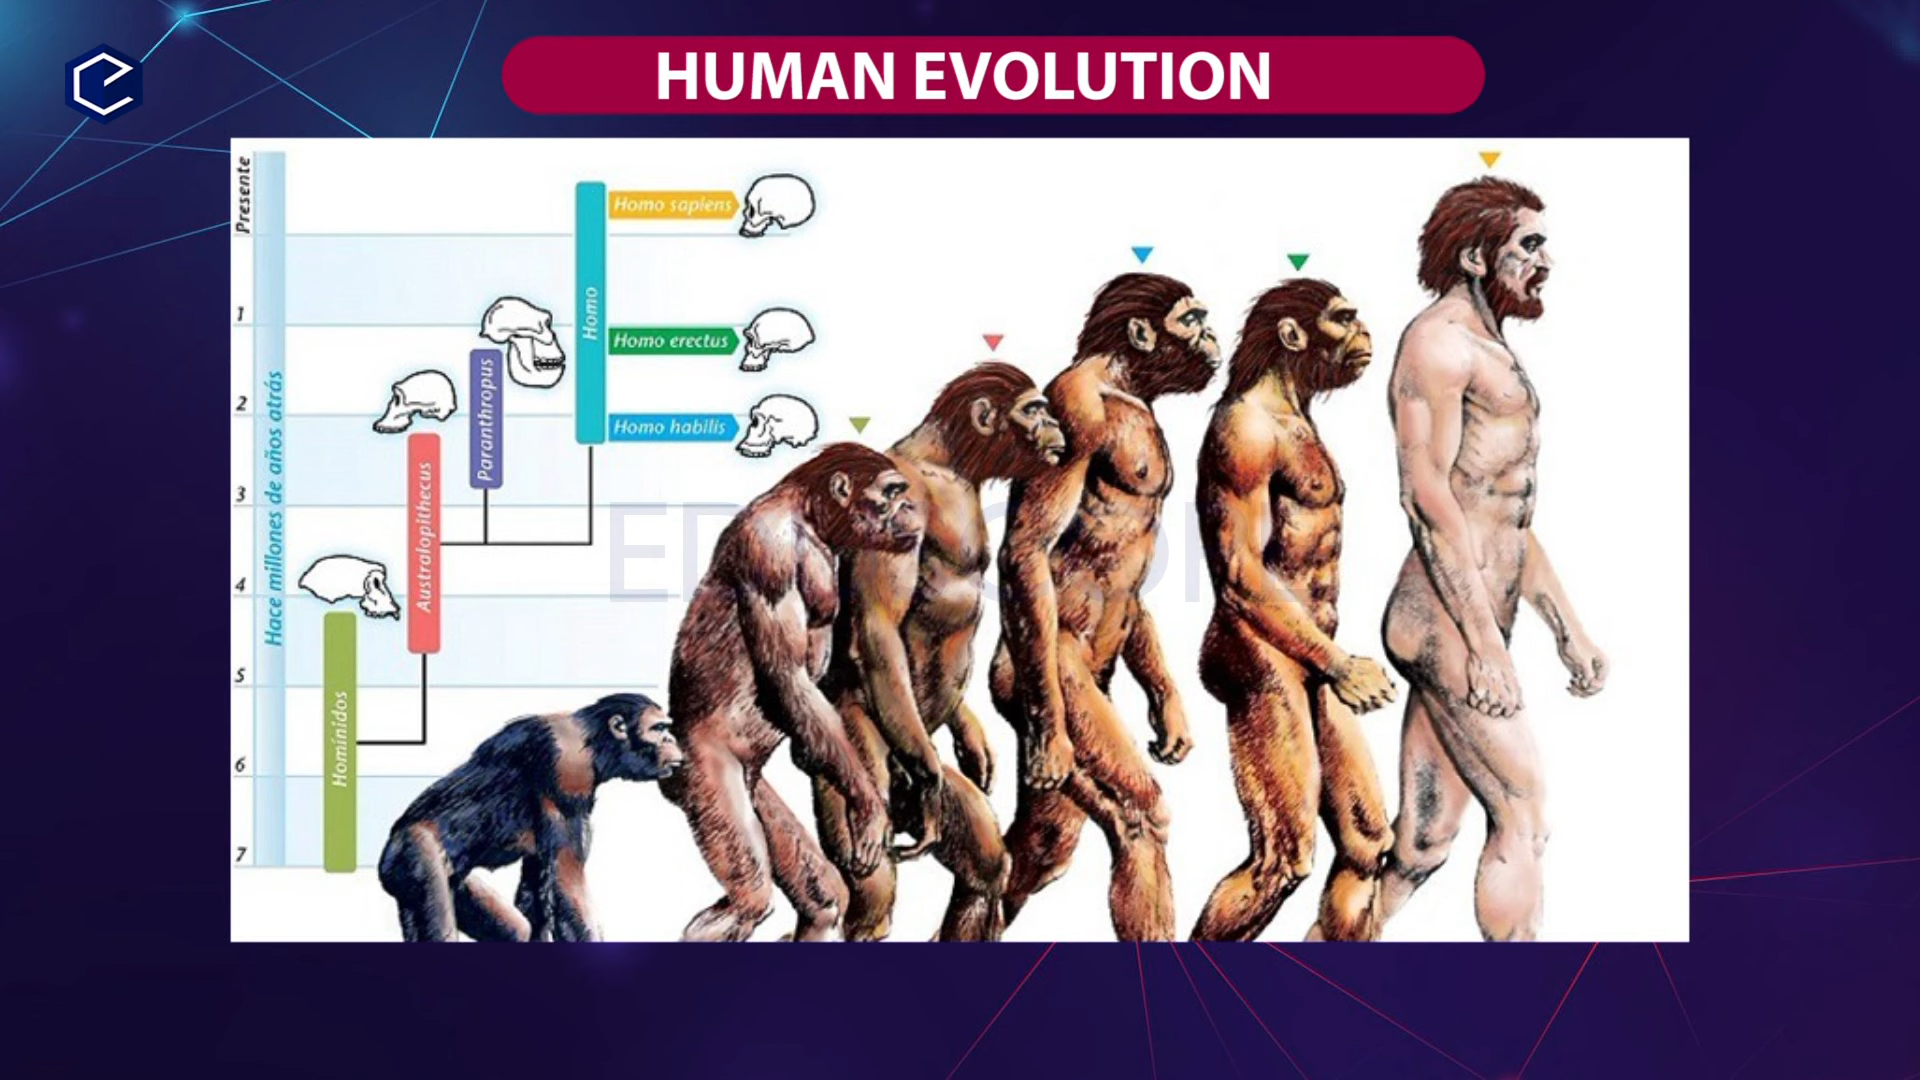 HUMAN EVOLUTION
Presente
Hace millones de años atrás
1
2
3
4
5
6
7
Homínidos
Australopithecus
Paranthropus
Homo
Homo sapiens
Homo erectus
Homo habilis